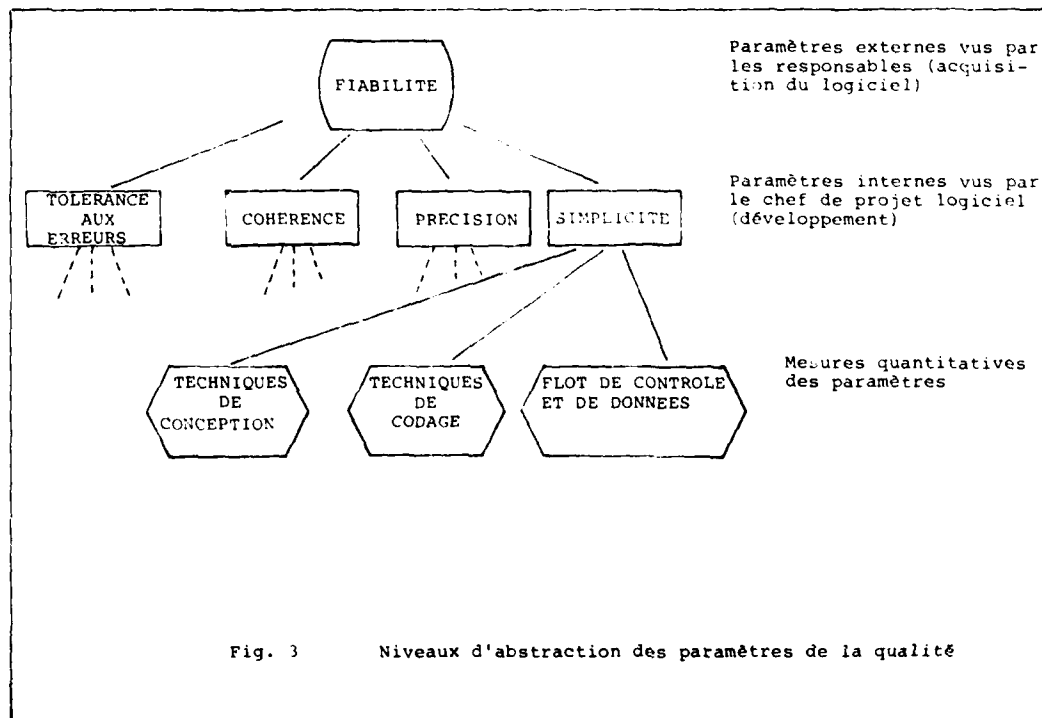 FIABILITE
Paramètres externes vus par
les responsables (acquisi-
tion du logiciel)
TOLERANCE
AUX
ERREURS
COHERENCE
PRECISION
SIMPLICITE
Paramètres internes vus par
le chef de projet logiciel
(développement)
TECHNIQUES
DE
CONCEPTION
TECHNIQUES
DE
CODAGE
FLOT DE CONTROLE
ET DE DONNEES
Mesures quantitatives
des paramètres
Fig. 3 Niveaux d'abstraction des paramètres de la qualité